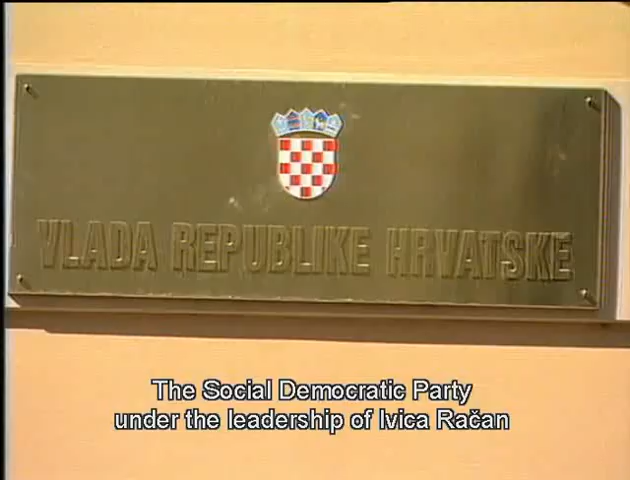 VLADA REPUBLIKE HRVATSKE
The Social Democratic Party
under the leadership of Ivica Račan